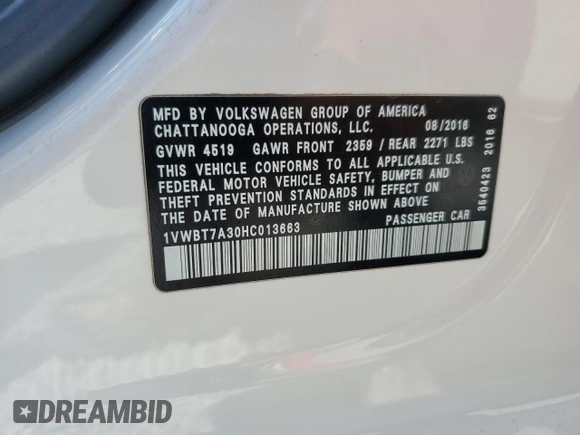 MFD BY VOLKSWAGEN GROUP OF AMERICA
CHATTANOOGA OPERATIONS, LLC. 08/2016
GVWR 4519 GAWR FRONT 2359 / REAR 2271 LBS
THIS VEHICLE CONFORMS TO ALL APPLICABLE U.S.
FEDERAL MOTOR VEHICLE SAFETY, BUMPER AND
THEFT PREVENTION STANDARDS IN EFFECT ON
THE DATE OF MANUFACTURE SHOWN ABOVE
1VWBT7A30HC013663 PASSENGER CAR
3540423 2016 62
DREAMBID